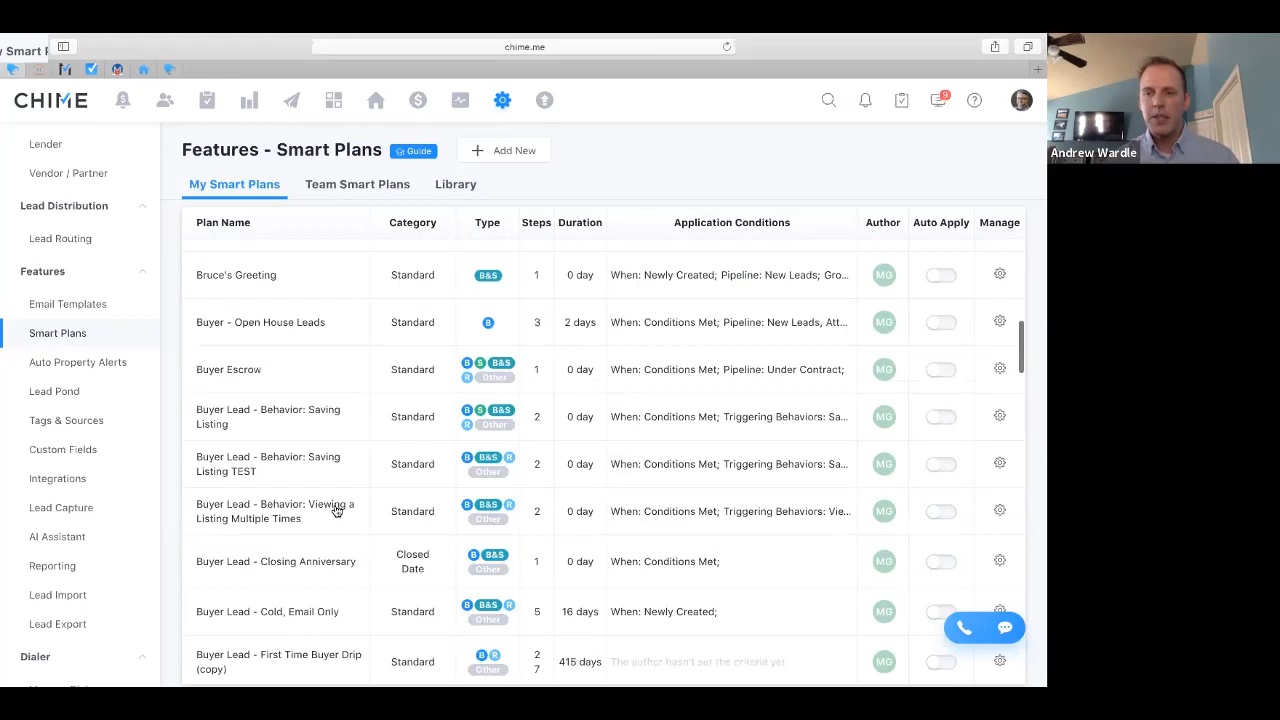 y Smart P
chime.me
CHIME
9
Andrew Wardle
Lender
Vendor / Partner
Lead Distribution
Lead Routing
Features
Email Templates
Smart Plans
Auto Property Alerts
Lead Pond
Tags & Sources
Custom Fields
Integrations
Lead Capture
AI Assistant
Reporting
Lead Import
Lead Export
Dialer
Features - Smart Plans
Guide
Add New
My Smart Plans Team Smart Plans Library
Plan Name Category Type Steps Duration Application Conditions Author Auto Apply Manage
Bruce's Greeting Standard B&S 1 0 day When: Newly Created; Pipeline: New Leads; Gro... MG
Buyer - Open House Leads Standard B 3 2 days When: Conditions Met; Pipeline: New Leads, Att... MG
Buyer Escrow Standard B S B&S R Other 1 0 day When: Conditions Met; Pipeline: Under Contract; MG
Buyer Lead - Behavior: Saving
Listing Standard B S B&S R Other 2 0 day When: Conditions Met; Triggering Behaviors: Sa... MG
Buyer Lead - Behavior: Saving
Listing TEST Standard B B&S R Other 2 0 day When: Conditions Met; Triggering Behaviors: Sa... MG
Buyer Lead - Behavior: Viewing a
Listing Multiple Times Standard B B&S R Other 2 0 day When: Conditions Met; Triggering Behaviors: Vie... MG
Buyer Lead - Closing Anniversary Closed
Date B B&S Other 1 0 day When: Conditions Met; MG
Buyer Lead - Cold, Email Only Standard B B&S R Other 5 16 days When: Newly Created; MG
Buyer Lead - First Time Buyer Drip
(copy) Standard B R Other 2
7 415 days The author hasn't set the criteria yet MG